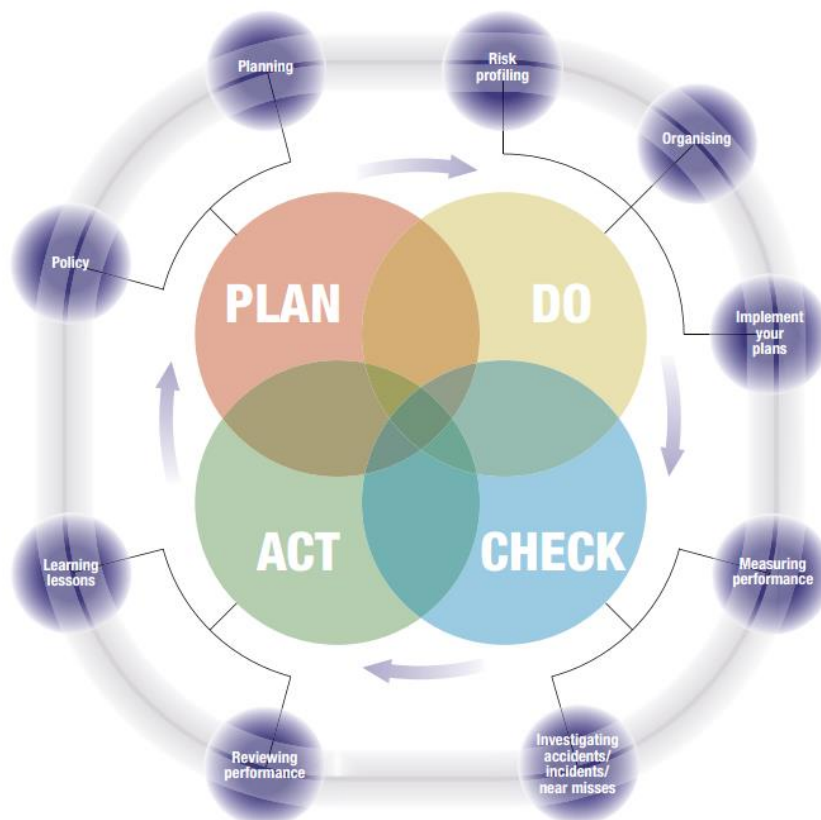 Planning
Risk
profiling
Organising
Policy
PLAN
DO
Implement
your
plans
ACT
CHECK
Learning
lessons
Measuring
performance
Reviewing
performance
Investigating
accidents/
incidents/
near misses